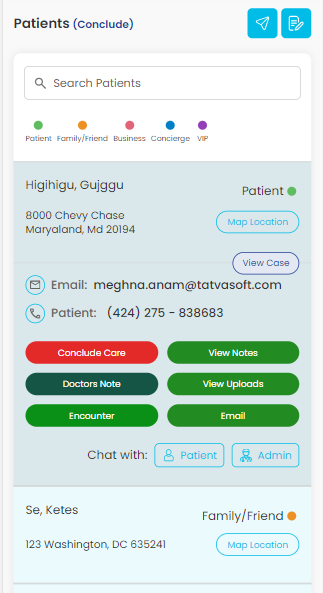 Patients (Conclude)
Search Patients
Patient Family/Friend Business Concierge VIP
Higihigu, Gujggu
Patient
8000 Chevy Chase
Maryaland, Md 20194
Map Location
View Case
Email: meghna.anam@tatvasoft.com
Patient: (424) 275 - 838683
Conclude Care View Notes
Doctors Note View Uploads
Encounter Email
Chat with: Patient Admin
Se, Ketes
Family/Friend
123 Washington, DC 635241
Map Location